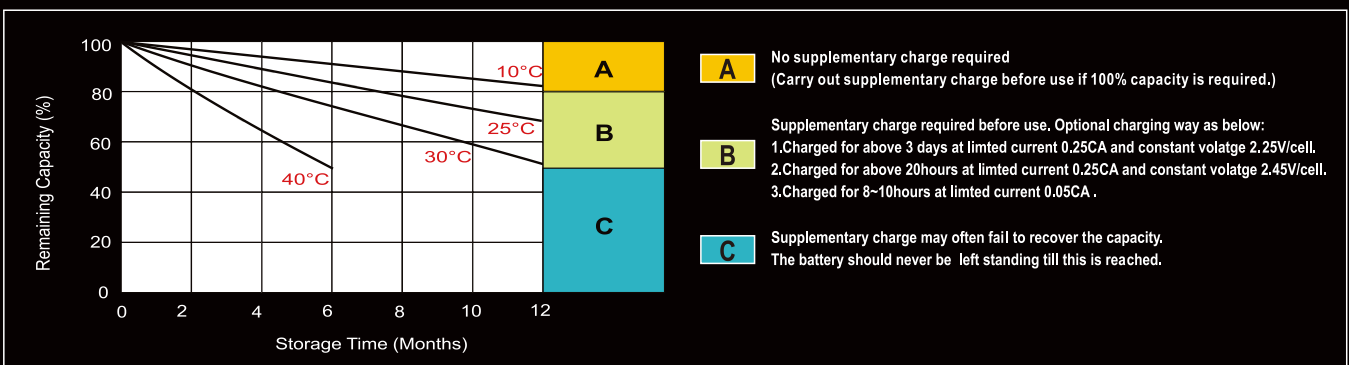 Remaining Capacity (%)
100
80
60
40
20
0
0 2 4 6 8 10 12
Storage Time (Months)
10°C
25°C
30°C
40°C
A
B
C
A
No supplementary charge required
(Carry out supplementary charge before use if 100% capacity is required.)
B
Supplementary charge required before use. Optional charging way as below:
1.Charged for above 3 days at limted current 0.25CA and constant volatge 2.25V/cell.
2.Charged for above 20hours at limted current 0.25CA and constant volatge 2.45V/cell.
3.Charged for 8~10hours at limted current 0.05CA .
C
Supplementary charge may often fail to recover the capacity.
The battery should never be left standing till this is reached.